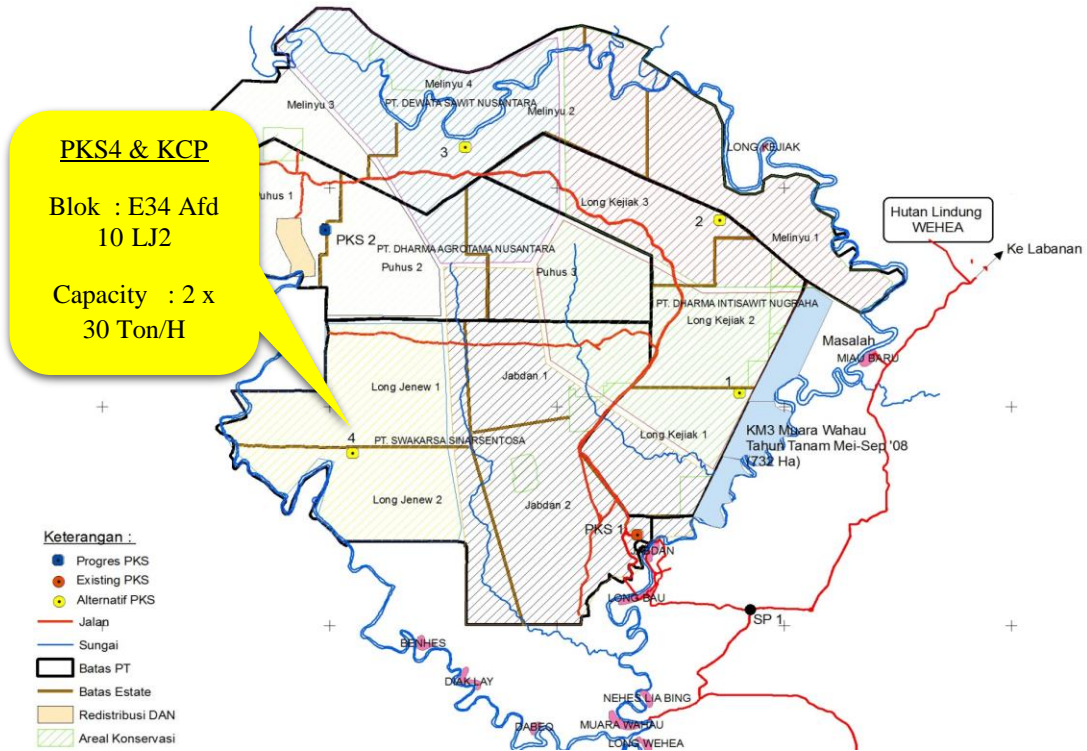 PKS4 & KCP
Blok : E34 Afd
10 LJ2
Capacity : 2 x
30 Ton/H
Melinyu 3
Melinyu 4
PT. DEWATA SAWIT NUSANTARA
Melinyu 2
3
LONG KEJIAK
Long Kejiak 3
2
Melinyu 1
Hutan Lindung
WEHEA
Ke Labanan
Puhus 1
PKS 2
PT. DHARMA AGROTAMA NUSANTARA
Puhus 2
Puhus 3
PT. DHARMA INTISAWIT NUGRAHA
Long Kejiak 2
Masalah
MIAU BARU
Long Jenew 1
Jabdan 1
1
4
PT. SWAKARSA SINARSENTOSA
Long Kejiak 1
KM3 Muara Wahau
Tahun Tanam Mei-Sep '08
(732 Ha)
Long Jenew 2
Jabdan 2
PKS 1
JABDAN
LONG BAU
SP 1
BENHES
DIAK LAY
DABEQ
NEHES LIA BING
MUARA WAHAU
LONG WEHEA
Keterangan :
Progres PKS
Existing PKS
Alternatif PKS
Jalan
Sungai
Batas PT
Batas Estate
Redistribusi DAN
Areal Konservasi